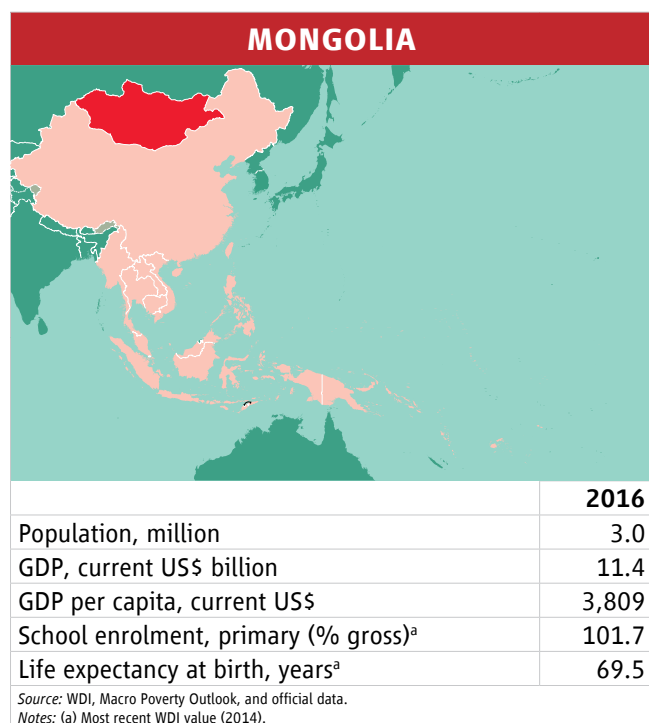 MONGOLIA
2016
Population, million 3.0
GDP, current US$ billion 11.4
GDP per capita, current US$ 3,809
School enrolment, primary (% gross)ᵃ 101.7
Life expectancy at birth, yearsᵃ 69.5
Source: WDI, Macro Poverty Outlook, and official data.
Notes: (a) Most recent WDI value (2014).